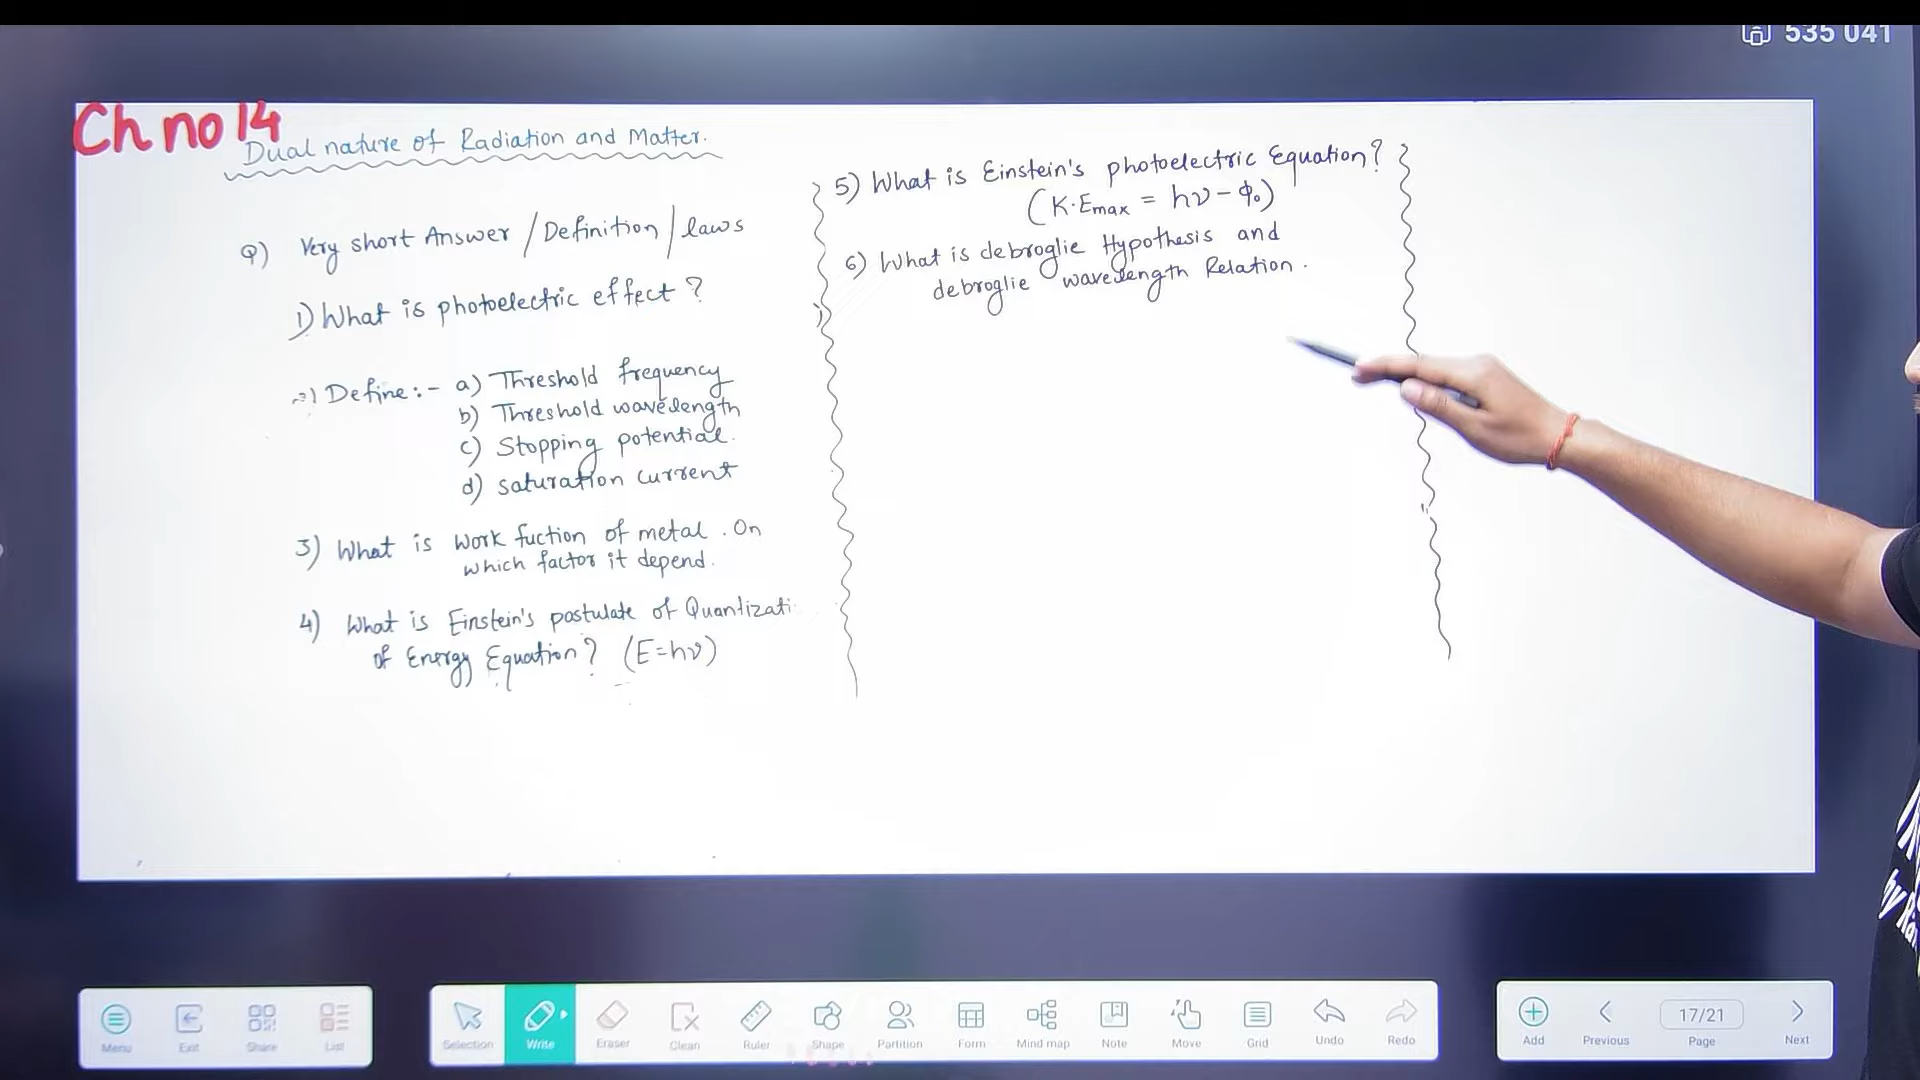 535 041
Ch no 14
Dual nature of Radiation and Matter.
Q) Very short Answer / Definition / laws
1) What is photoelectric effect ?
2) Define :- a) Threshold frequency
b) Threshold wavelength
c) Stopping potential.
d) saturation current
3) What is work fuction of metal . On
which factor it depend.
4) What is Einstein's postulate of Quantizati
of Energy Equation ? (E=hν)
5) What is Einstein's photoelectric Equation ?
(K.Emax = hν - Φ₀)
6) What is debroglie Hypothesis and
debroglie wavelength Relation .
Menu Exit Share List
Selection Write Eraser Clean Ruler Shape Partition Form Mind map Note Move Grid Undo Redo
17/21
Add Previous Page Next